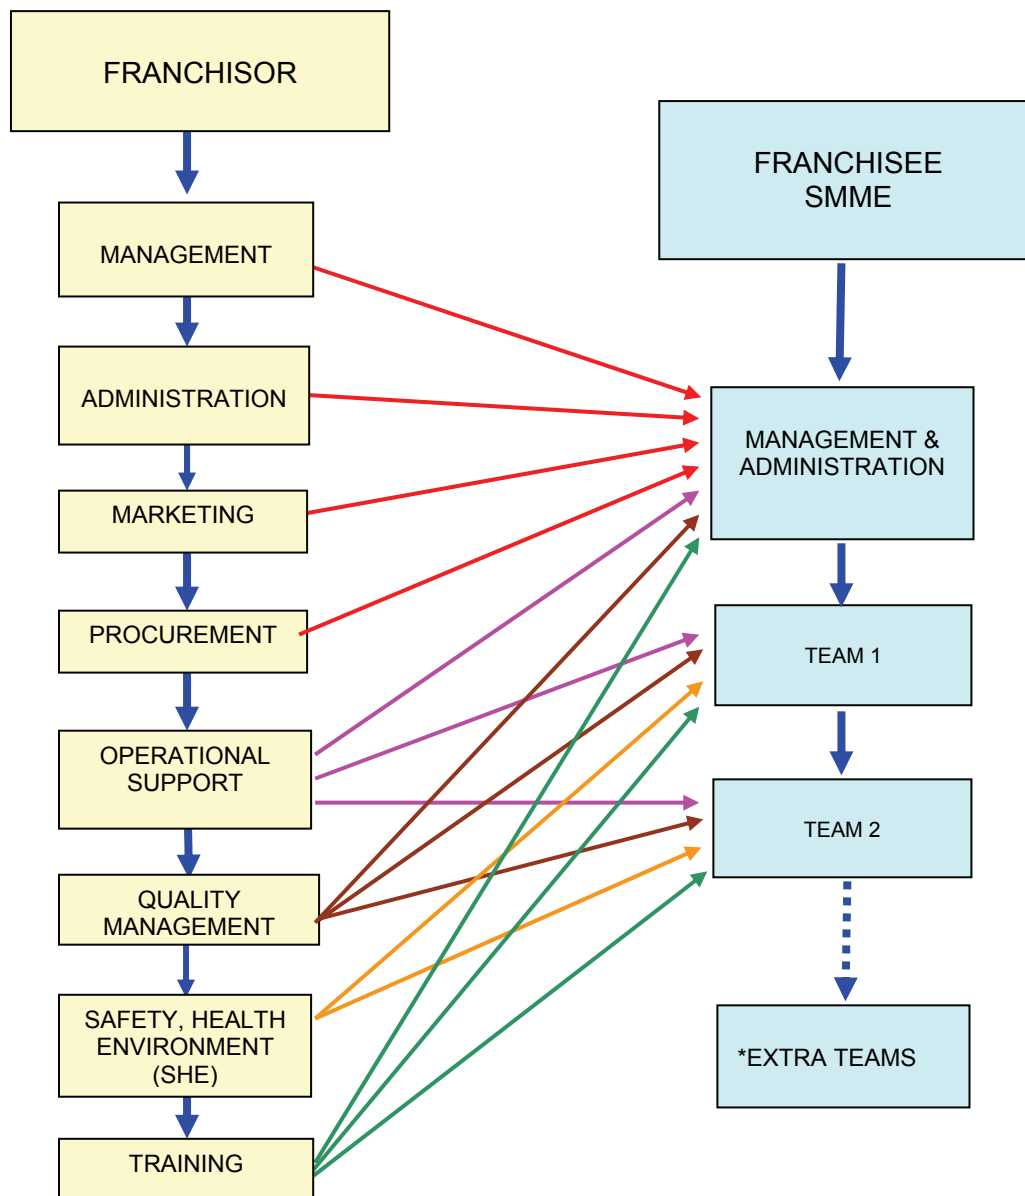 FRANCHISOR
MANAGEMENT
ADMINISTRATION
MARKETING
PROCUREMENT
OPERATIONAL
SUPPORT
QUALITY
MANAGEMENT
SAFETY, HEALTH
ENVIRONMENT
(SHE)
TRAINING
FRANCHISEE
SMME
MANAGEMENT &
ADMINISTRATION
TEAM 1
TEAM 2
*EXTRA TEAMS